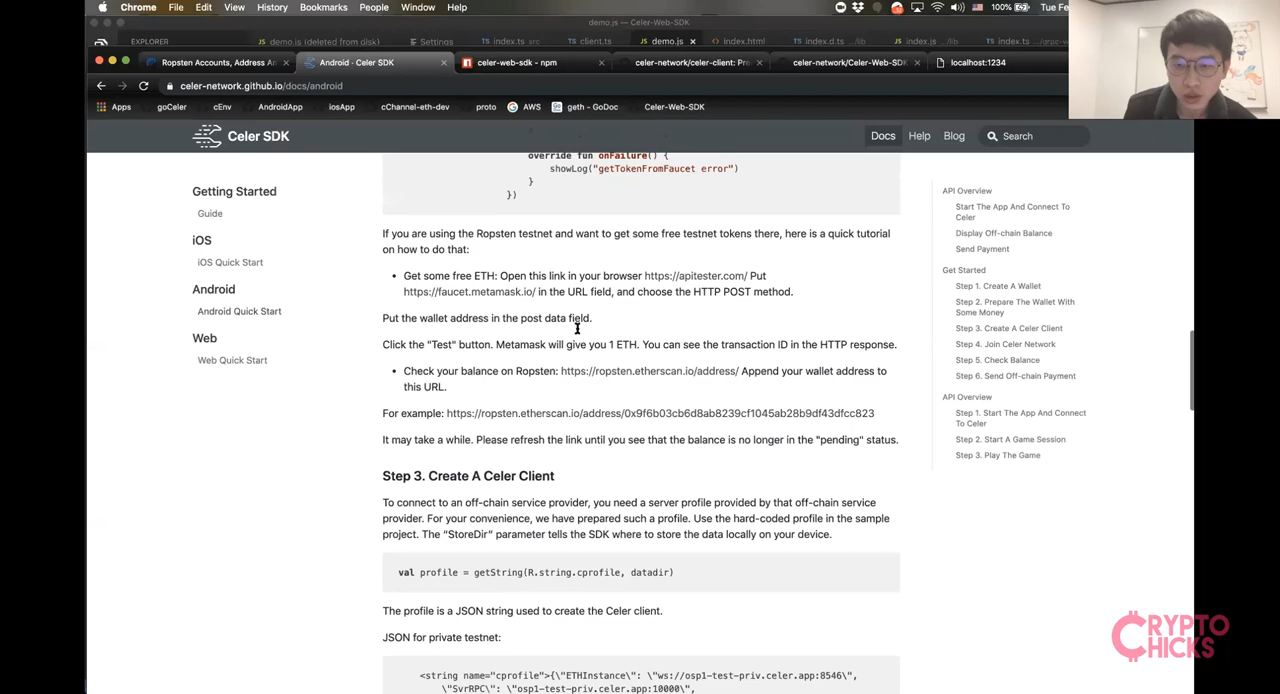 Chrome File Edit View History Bookmarks People Window Help 100% Tue Fe
demo.js — Celer-Web-SDK
EXPLORER demo.js (deleted from disk) Settings TS index.ts src TS client.ts JS demo.js × <> index.html TS index.d.ts .../lib JS index.js .../lib
Ropsten Accounts, Address An × Android · Celer SDK × celer-web-sdk - npm × celer-network/celer-client: Pro × celer-network/Celer-Web-SDK × localhost:1234
celer-network.github.io/docs/android
Apps goCeler cEnv AndroidApp iosApp cChannel-eth-dev proto AWS geth - GoDoc Celer-Web-SDK
Celer SDK Docs Help Blog Search
Getting Started
Guide
iOS
iOS Quick Start
Android
Android Quick Start
Web
Web Quick Start
override fun onFailure() {
showLog("getTokenFromFaucet error")
}
})
If you are using the Ropsten testnet and want to get some free testnet tokens there, here is a quick tutorial
on how to do that:
• Get some free ETH: Open this link in your browser https://apitester.com/ Put
https://faucet.metamask.io/ in the URL field, and choose the HTTP POST method.
Put the wallet address in the post data field.
Click the "Test" button. Metamask will give you 1 ETH. You can see the transaction ID in the HTTP response.
• Check your balance on Ropsten: https://ropsten.etherscan.io/address/ Append your wallet address to
this URL.
For example: https://ropsten.etherscan.io/address/0x9f6b03cb6d8ab8239cf1045ab28b9df43dfcc823
It may take a while. Please refresh the link until you see that the balance is no longer in the "pending" status.
Step 3. Create A Celer Client
To connect to an off-chain service provider, you need a server profile provided by that off-chain service
provider. For your convenience, we have prepared such a profile. Use the hard-coded profile in the sample
project. The “StoreDir” parameter tells the SDK where to store the data locally on your device.
val profile = getString(R.string.cprofile, datadir)
The profile is a JSON string used to create the Celer client.
JSON for private testnet:
<string name="cprofile">{\"ETHInstance\": \"ws://osp1-test-priv.celer.app:8546\",
\"SvrRPC\": \"osp1-test-priv.celer.app:10000\",
API Overview
Start The App And Connect To
Celer
Display Off-chain Balance
Send Payment
Get Started
Step 1. Create A Wallet
Step 2. Prepare The Wallet With
Some Money
Step 3. Create A Celer Client
Step 4. Join Celer Network
Step 5. Check Balance
Step 6. Send Off-chain Payment
API Overview
Step 1. Start The App And Connect
To Celer
Step 2. Start A Game Session
Step 3. Play The Game
CRYPTO
CHICKS